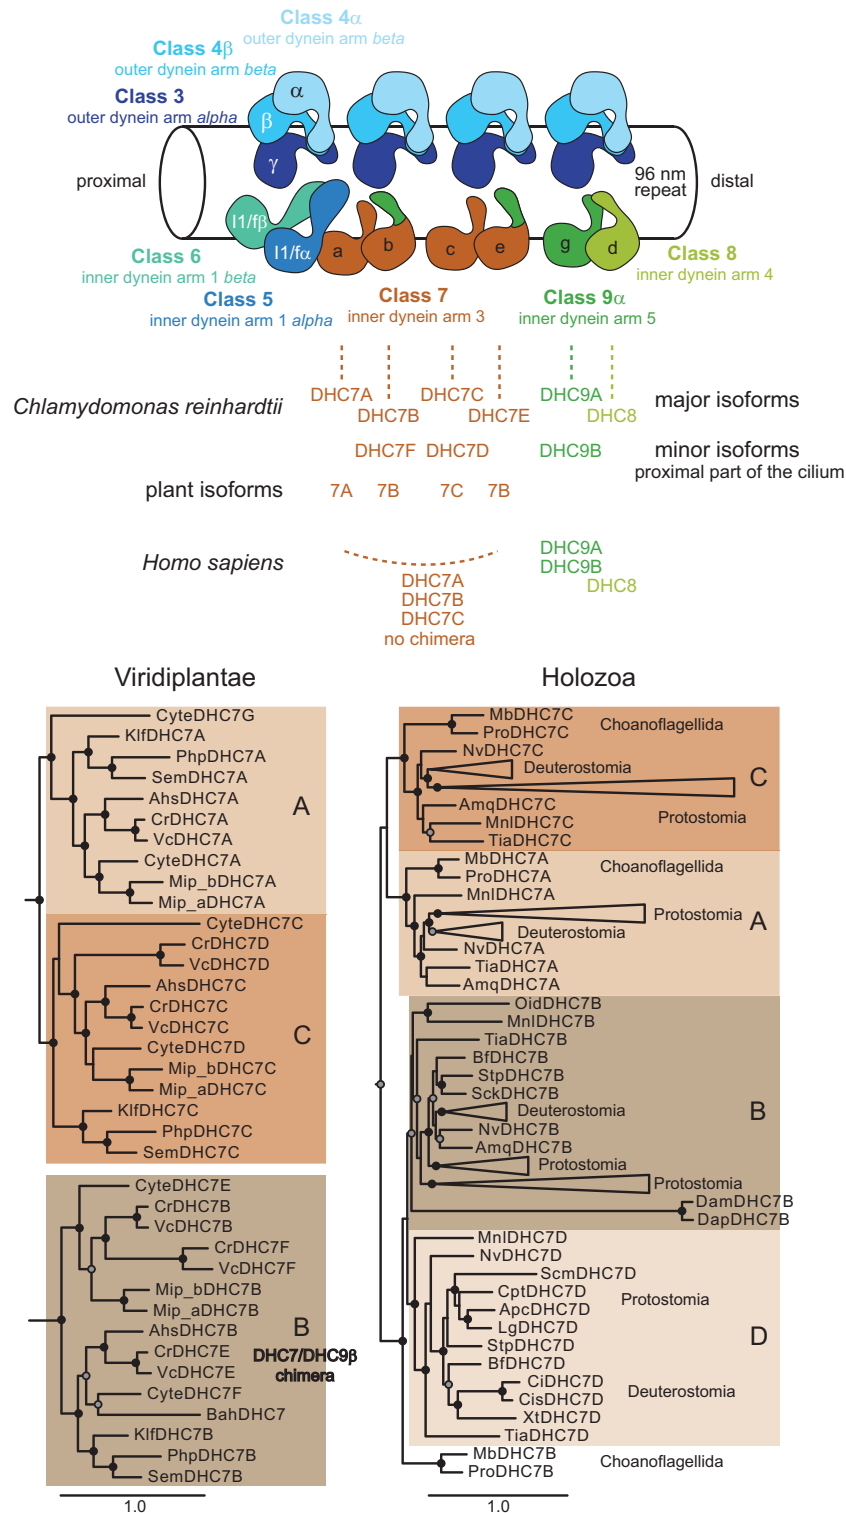 Class 4α
outer dynein arm beta
Class 4β
outer dynein arm beta
Class 3
outer dynein arm alpha
α
β
γ
proximal
96 nm
repeat
distal
I1/fβ
I1/fα
a
b
c
e
g
d
Class 6
inner dynein arm 1 beta
Class 8
inner dynein arm 4
Class 5
inner dynein arm 1 alpha
Class 7
inner dynein arm 3
Class 9α
inner dynein arm 5
Chlamydomonas reinhardtii
DHC7A
DHC7B
DHC7C
DHC7E
DHC9A
DHC8
major isoforms
DHC7F
DHC7D
DHC9B
minor isoforms
proximal part of the cilium
plant isoforms
7A
7B
7C
7B
Homo sapiens
DHC9A
DHC9B
DHC8
DHC7A
DHC7B
DHC7C
no chimera
Viridiplantae
CyteDHC7G
KlfDHC7A
PhpDHC7A
SemDHC7A
AhsDHC7A
A
CrDHC7A
VcDHC7A
CyteDHC7A
Mip_bDHC7A
Mip_aDHC7A
CyteDHC7C
CrDHC7D
VcDHC7D
AhsDHC7C
CrDHC7C
VcDHC7C
C
CyteDHC7D
Mip_bDHC7C
Mip_aDHC7C
KlfDHC7C
PhpDHC7C
SemDHC7C
CyteDHC7E
CrDHC7B
VcDHC7B
CrDHC7F
VcDHC7F
Mip_bDHC7B
Mip_aDHC7B
AhsDHC7B
B
CrDHC7E
DHC7/DHC9β
chimera
VcDHC7E
CyteDHC7F
BahDHC7
KlfDHC7B
PhpDHC7B
SemDHC7B
1.0
Holozoa
MbDHC7C
Choanoflagellida
ProDHC7C
NvDHC7C
Deuterostomia
C
AmqDHC7C
Protostomia
MnlDHC7C
TiaDHC7C
MbDHC7A
Choanoflagellida
ProDHC7A
MnlDHC7A
Protostomia
A
Deuterostomia
NvDHC7A
TiaDHC7A
AmqDHC7A
OidDHC7B
MnlDHC7B
TiaDHC7B
BfDHC7B
StpDHC7B
SckDHC7B
Deuterostomia
B
NvDHC7B
AmqDHC7B
Protostomia
Protostomia
DamDHC7B
DapDHC7B
MnlDHC7D
NvDHC7D
ScmDHC7D
CptDHC7D
Protostomia
ApcDHC7D
LgDHC7D
D
StpDHC7D
BfDHC7D
CiDHC7D
Deuterostomia
CisDHC7D
XtDHC7D
TiaDHC7D
MbDHC7B
Choanoflagellida
ProDHC7B
1.0